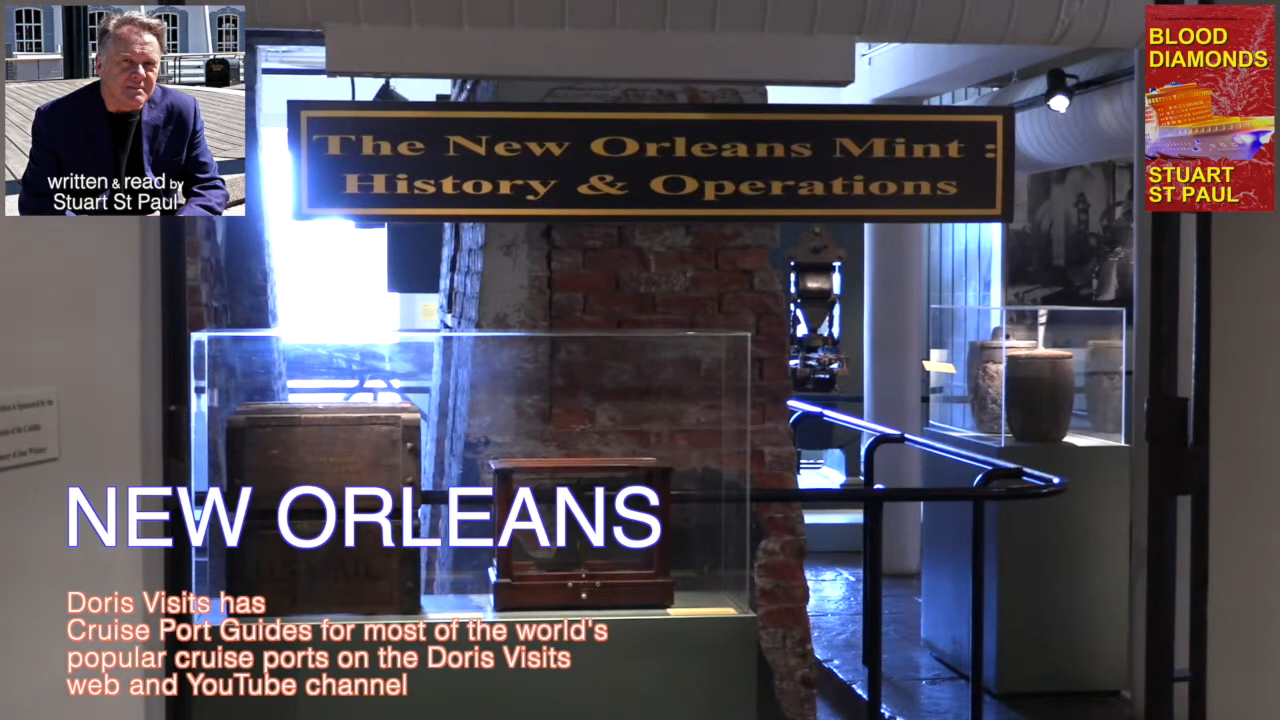 written & read by
Stuart St Paul
BLOOD
DIAMONDS
STUART
ST PAUL
The New Orleans Mint :
History & Operations
NEW ORLEANS
Doris Visits has
Cruise Port Guides for most of the world's
popular cruise ports on the Doris Visits
web and YouTube channel